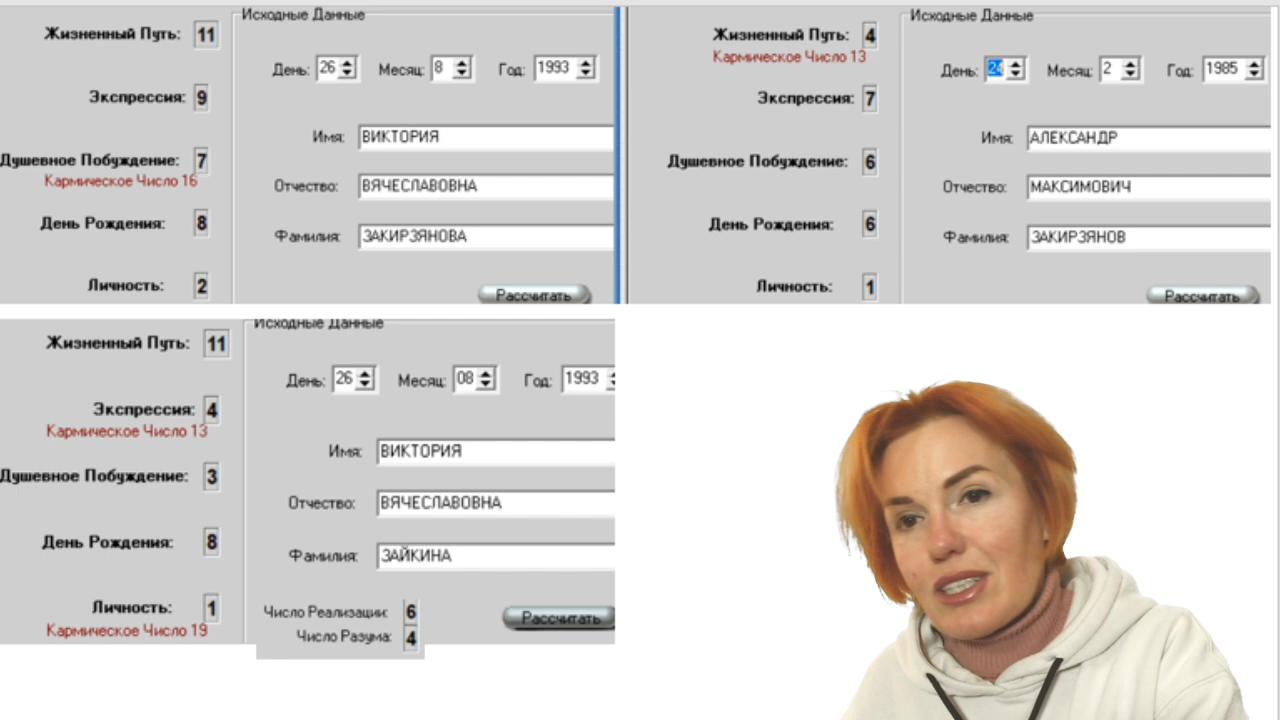 Исходные Данные
Жизненный Путь: 11
День: 26 Месяц: 8 Год: 1993
Экспрессия: 9
Имя: ВИКТОРИЯ
Душевное Побуждение: 7
Кармическое Число 16
Отчество: ВЯЧЕСЛАВОВНА
День Рождения: 8
Фамилия: ЗАКИРЗЯНОВА
Личность: 2
Рассчитать
Исходные Данные
Жизненный Путь: 4
Кармическое Число 13
День: 24 Месяц: 2 Год: 1985
Экспрессия: 7
Имя: АЛЕКСАНДР
Душевное Побуждение: 6
Отчество: МАКСИМОВИЧ
День Рождения: 6
Фамилия: ЗАКИРЗЯНОВ
Личность: 1
Рассчитать
Исходные Данные
Жизненный Путь: 11
День: 26 Месяц: 08 Год: 1993
Экспрессия: 4
Кармическое Число 13
Имя: ВИКТОРИЯ
Душевное Побуждение: 3
Отчество: ВЯЧЕСЛАВОВНА
День Рождения: 8
Фамилия: ЗАЙКИНА
Личность: 1
Кармическое Число 19
Число Реализации: 6
Число Разума: 4
Рассчитать